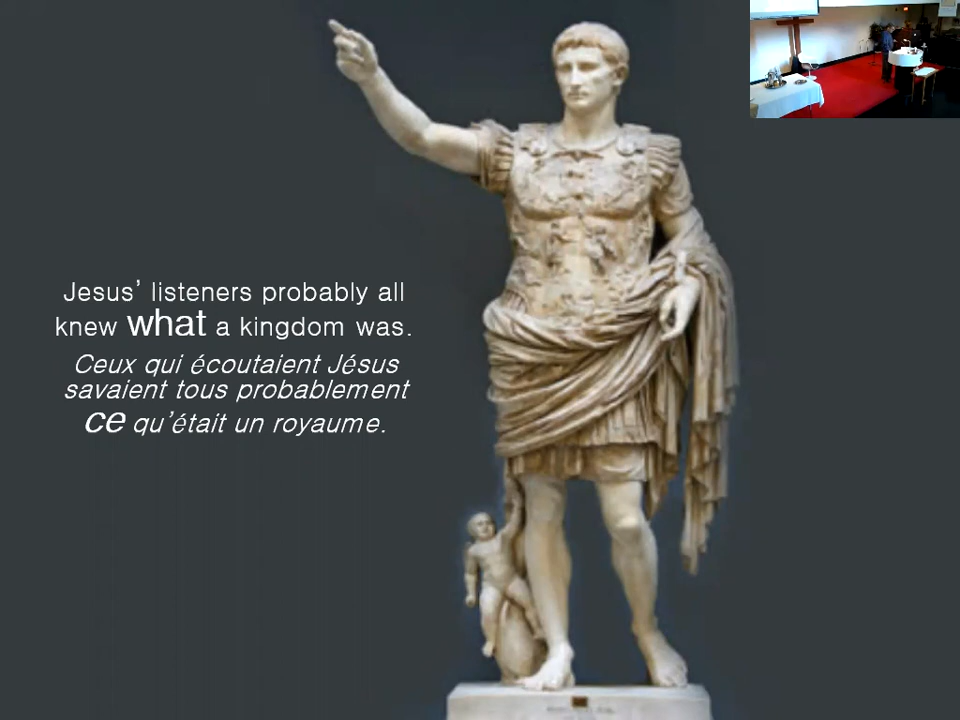 Jesus’ listeners probably all
knew what a kingdom was.
Ceux qui écoutaient Jésus
savaient tous probablement
ce qu’était un royaume.